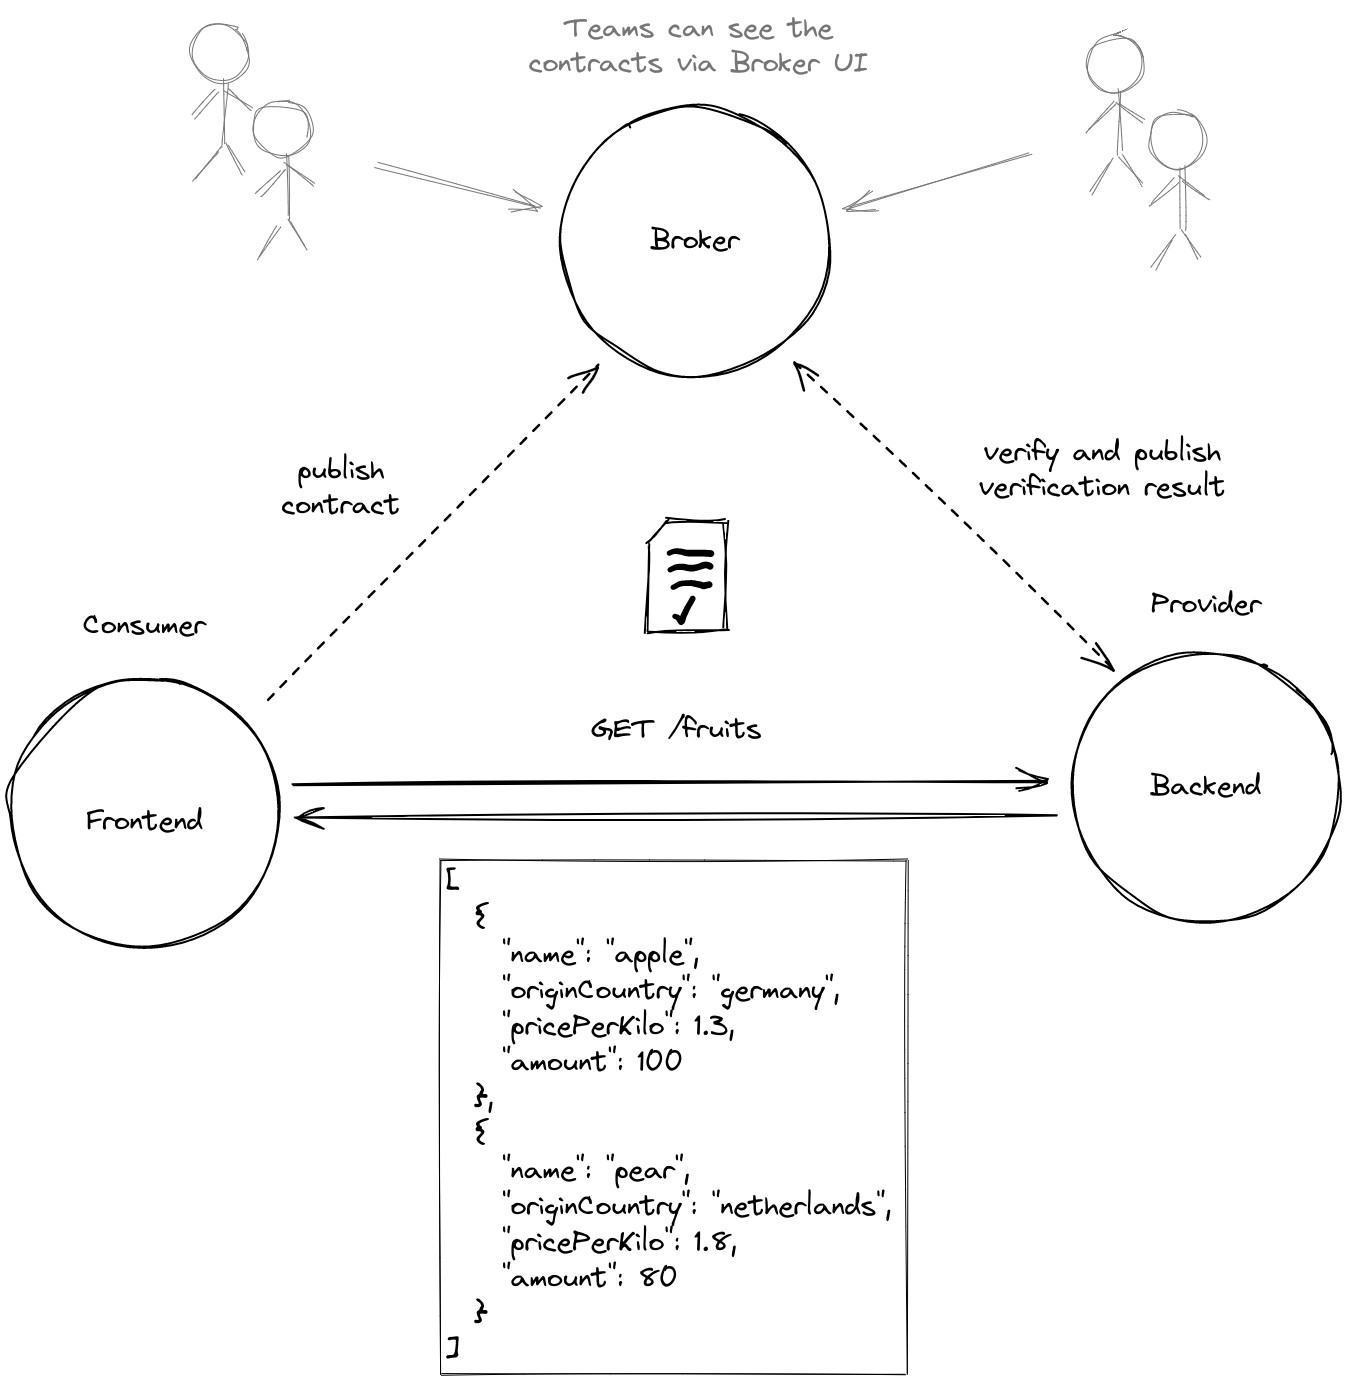 Teams can see the
contracts via Broker UI
Broker
publish
contract
verify and publish
verification result
Consumer
Provider
GET /fruits
Frontend
Backend
[
{
"name": "apple",
"originCountry": "germany",
"pricePerKilo": 1.3,
"amount": 100
},
{
"name": "pear",
"originCountry": "netherlands",
"pricePerKilo": 1.8,
"amount": 80
}
]